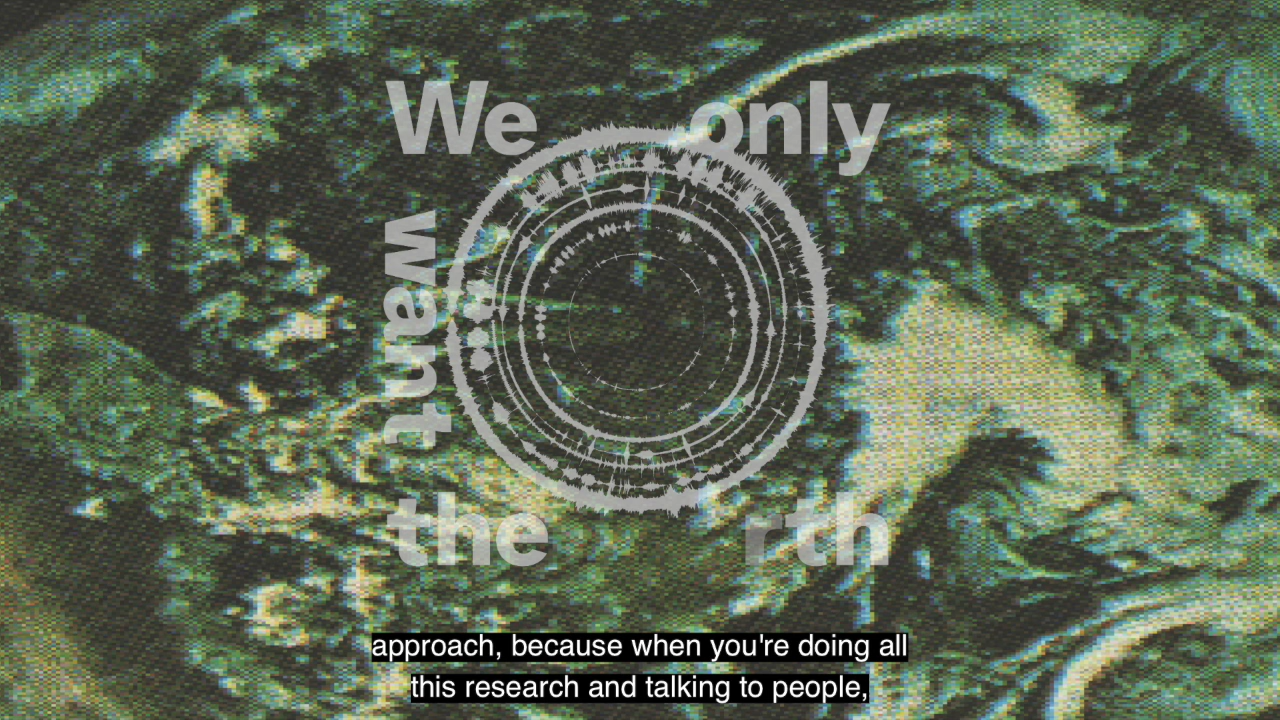 We only
want
the rth
approach, because when you're doing all
this research and talking to people,